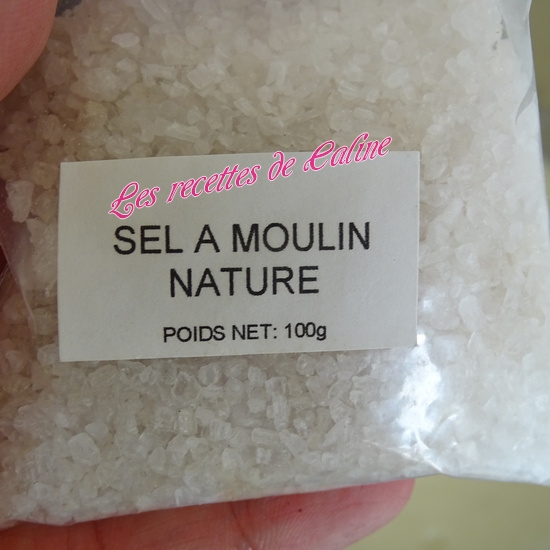 Les recettes de Caline
SEL A MOULIN
NATURE
POIDS NET: 100g